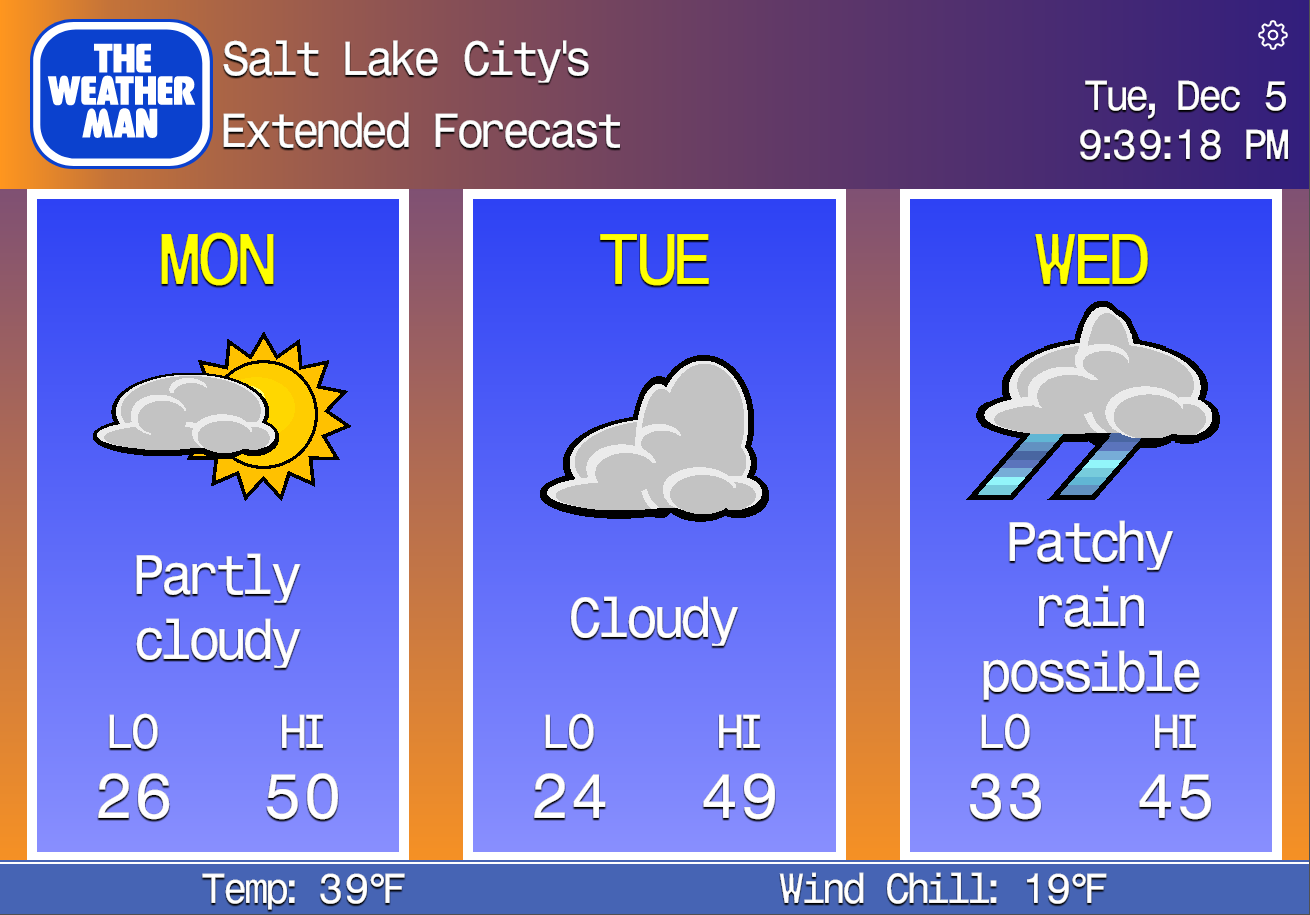 THE
WEATHER
MAN
Salt Lake City's
Extended Forecast
Tue, Dec 5
9:39:18 PM
MON
Partly
cloudy
LO HI
26 50
TUE
Cloudy
LO HI
24 49
WED
Patchy
rain
possible
LO HI
33 45
Temp: 39°F
Wind Chill: 19°F